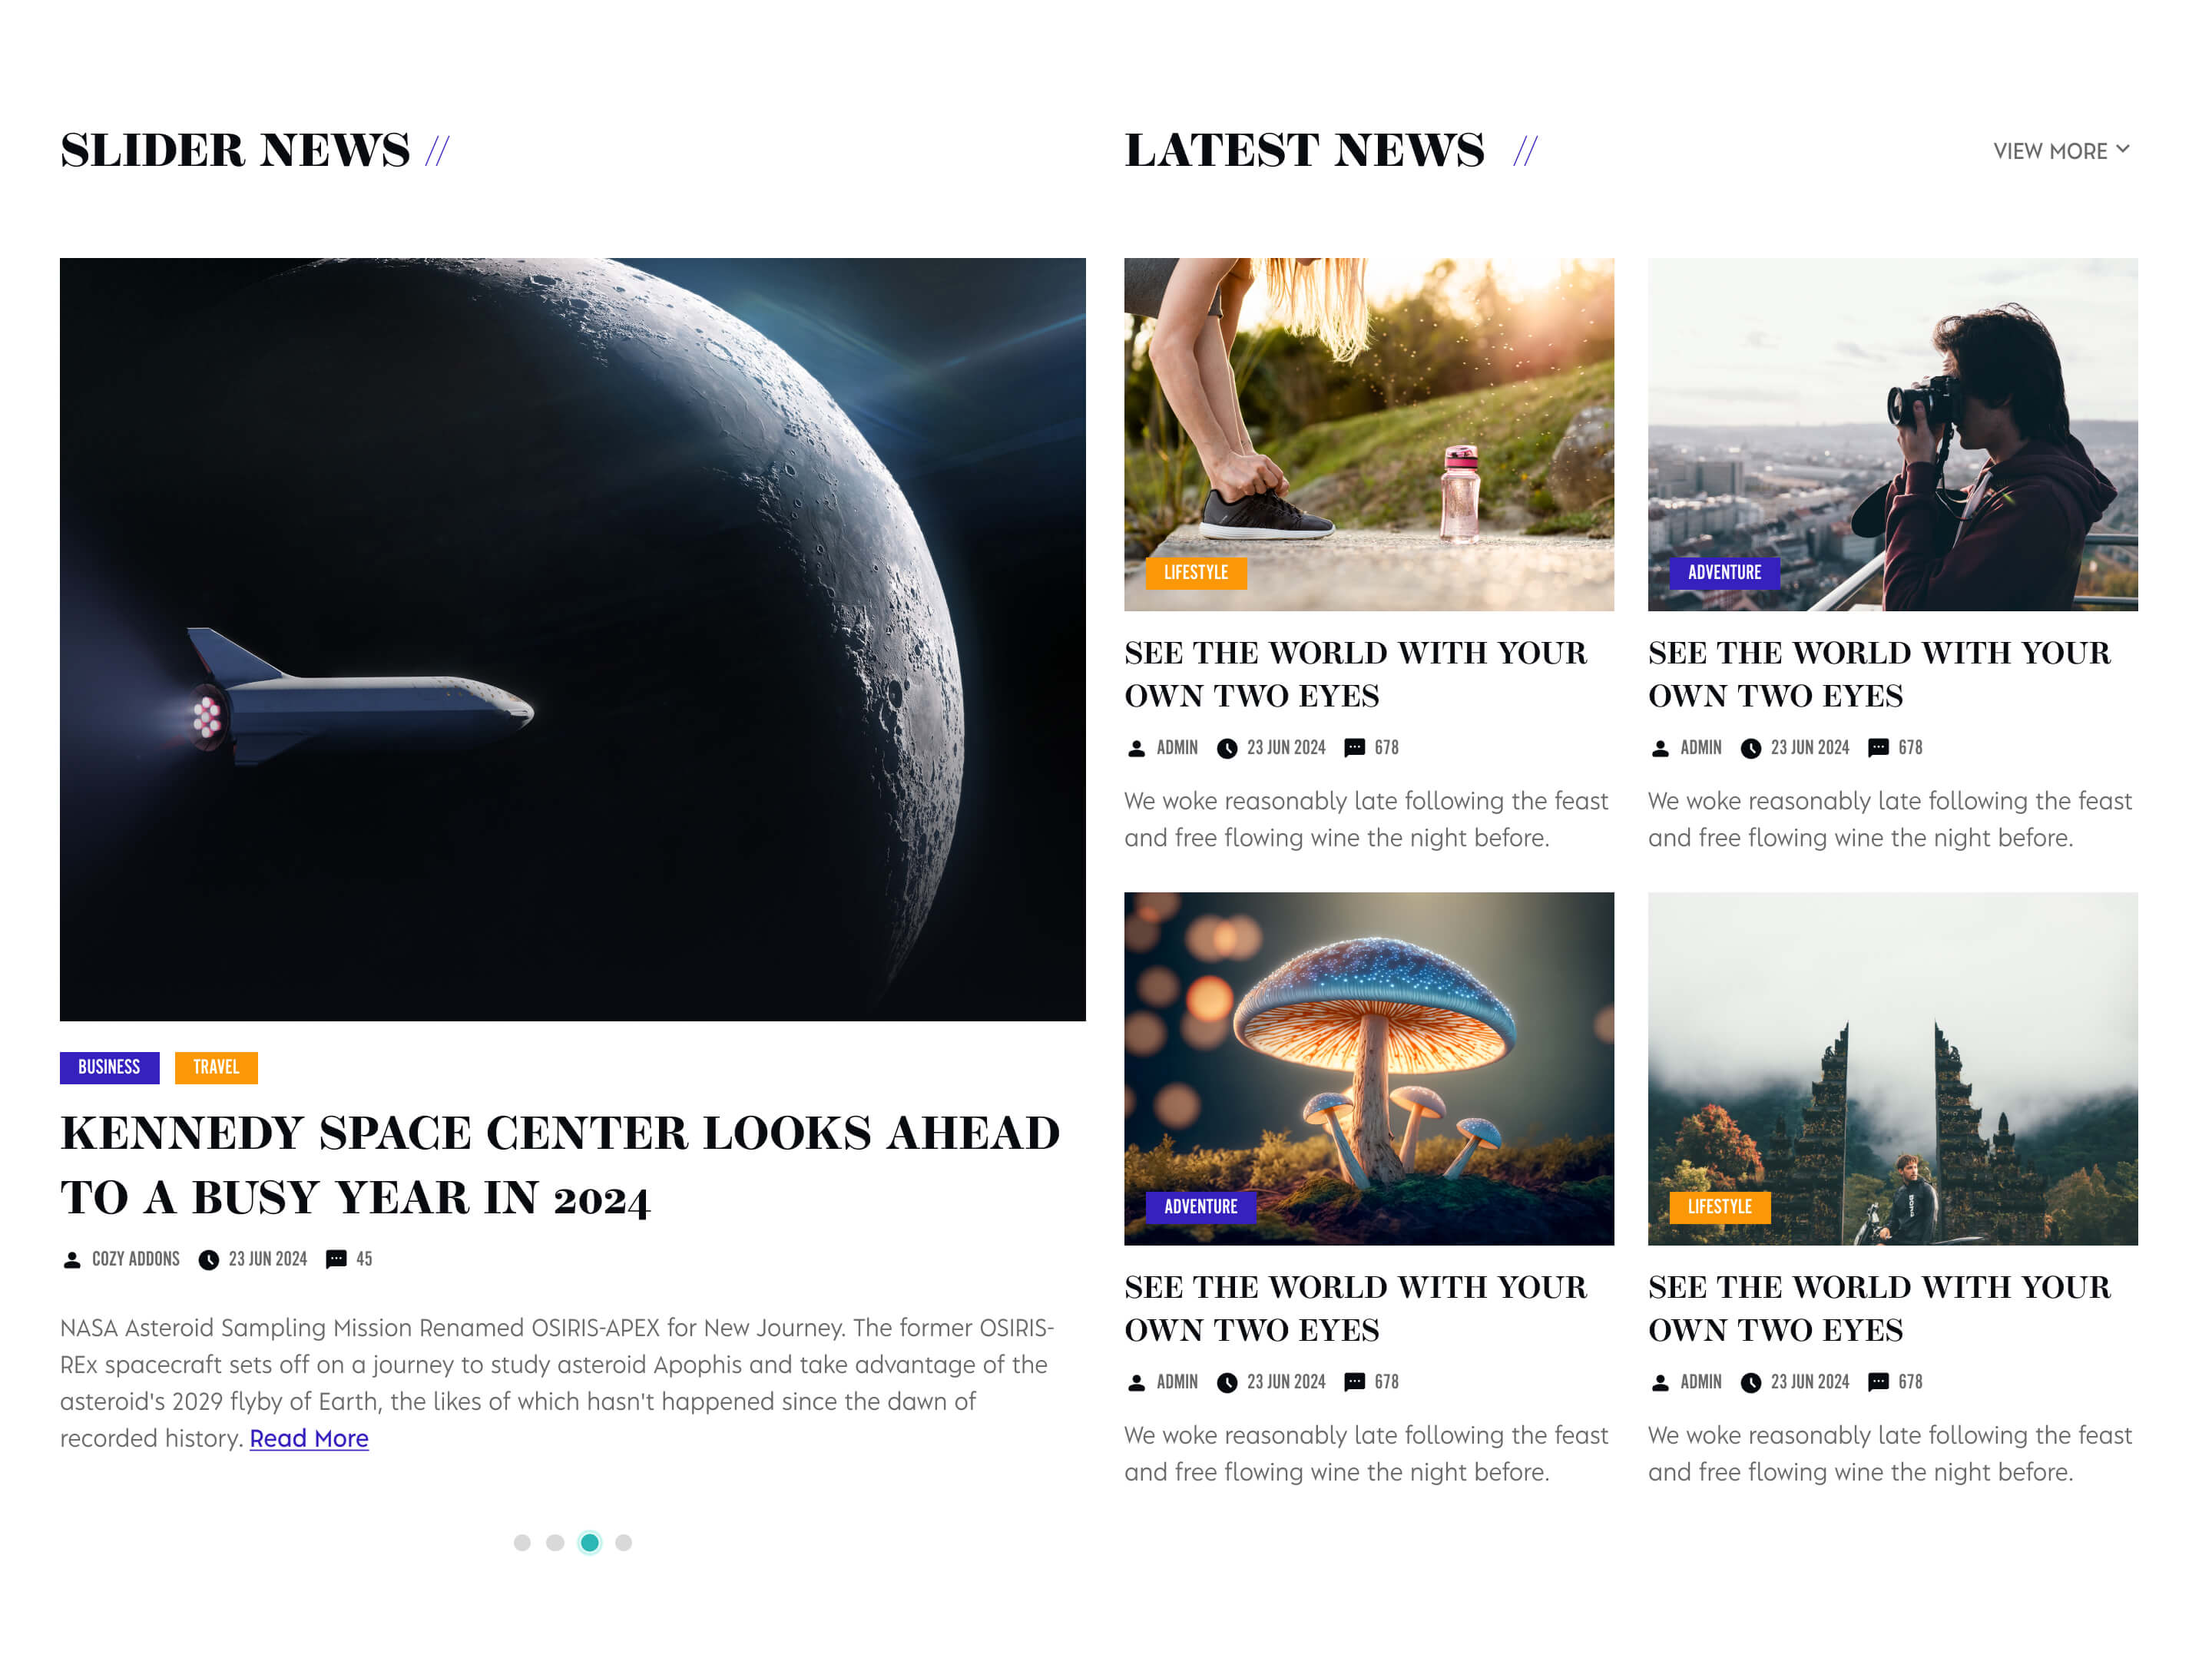 SLIDER NEWS //
KENNEDY SPACE CENTER LOOKS AHEAD
TO A BUSY YEAR IN 2024
BUSINESS
TRAVEL
COZY ADDONS 23 JUN 2024 45
NASA Asteroid Sampling Mission Renamed OSIRIS-APEX for New Journey. The former OSIRIS-
REx spacecraft sets off on a journey to study asteroid Apophis and take advantage of the
asteroid's 2029 flyby of Earth, the likes of which hasn't happened since the dawn of
recorded history. Read More
LATEST NEWS //
VIEW MORE
LIFESTYLE
SEE THE WORLD WITH YOUR
OWN TWO EYES
ADMIN 23 JUN 2024 678
We woke reasonably late following the feast
and free flowing wine the night before.
ADVENTURE
SEE THE WORLD WITH YOUR
OWN TWO EYES
ADMIN 23 JUN 2024 678
We woke reasonably late following the feast
and free flowing wine the night before.
ADVENTURE
SEE THE WORLD WITH YOUR
OWN TWO EYES
ADMIN 23 JUN 2024 678
We woke reasonably late following the feast
and free flowing wine the night before.
LIFESTYLE
SEE THE WORLD WITH YOUR
OWN TWO EYES
ADMIN 23 JUN 2024 678
We woke reasonably late following the feast
and free flowing wine the night before.